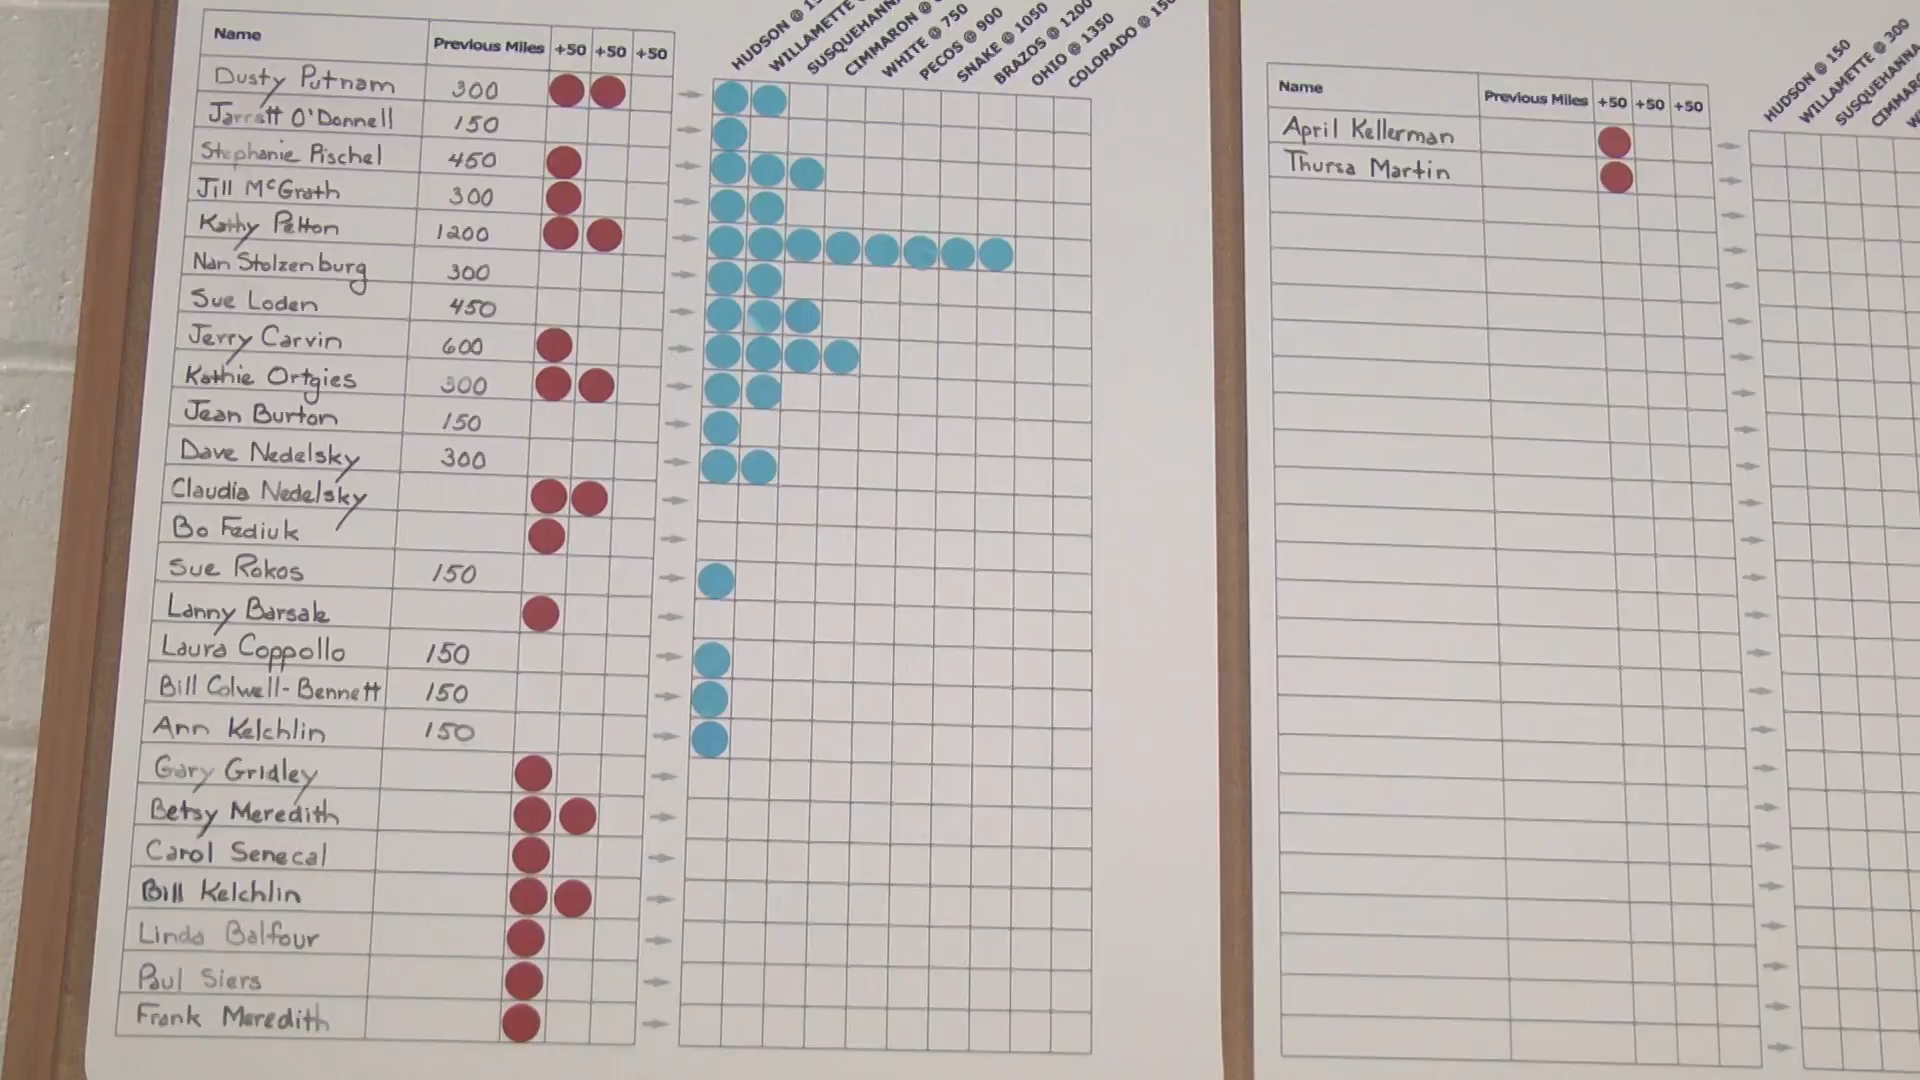 Name Previous Miles +50 +50 +50
HUDSON @
WILLAMETTE
CIMMARON @
WHITE @ 750
PECOS @ 900
SNAKE @ 1050
BRAZOS @ 1200
OHIO @ 1350
COLORADO @
Dusty Putnam 300
Jarrett O'Donnell 150
Stephanie Pischel 450
Jill McGrath 300
Kathy Pelton 1200
Nan Stolzenburg 300
Sue Loden 450
Jerry Carvin 600
Kathie Ortgies 300
Jean Burton 150
Dave Nedelsky 300
Claudia Nedelsky
Bo Fediuk
Sue Rokos 150
Lanny Barsale
Laura Coppollo 150
Bill Colwell-Bennett 150
Ann Kelchlin 150
Gary Gridley
Betsy Meredith
Carol Senecal
Bill Kelchlin
Linda Balfour
Paul Siers
Frank Meredith
Name Previous Miles +50 +50 +50
HUDSON @ 150
WILLAMETTE @ 300
SUSQUEHANNA
April Kellerman
Thursa Martin